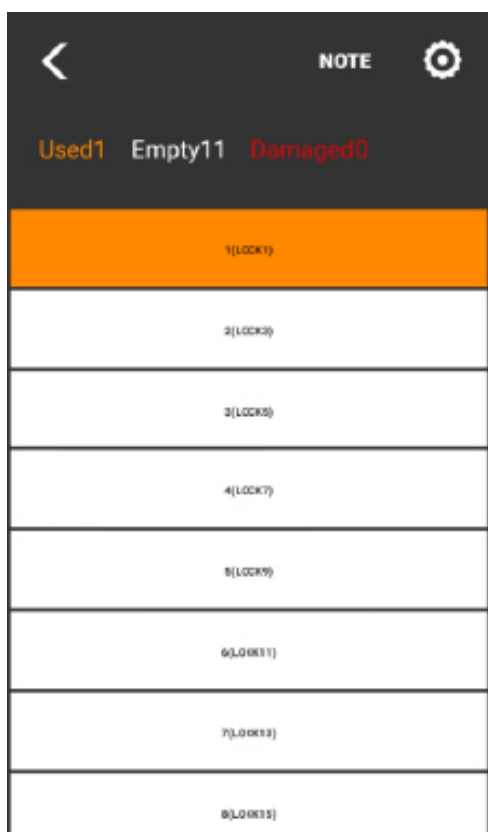 NOTE
Used1 Empty11 Damaged0
1(LOCK1)
2(LOCK3)
3(LOCK5)
4(LOCK7)
5(LOCK9)
6(LOCK11)
7(LOCK13)
8(LOCK15)